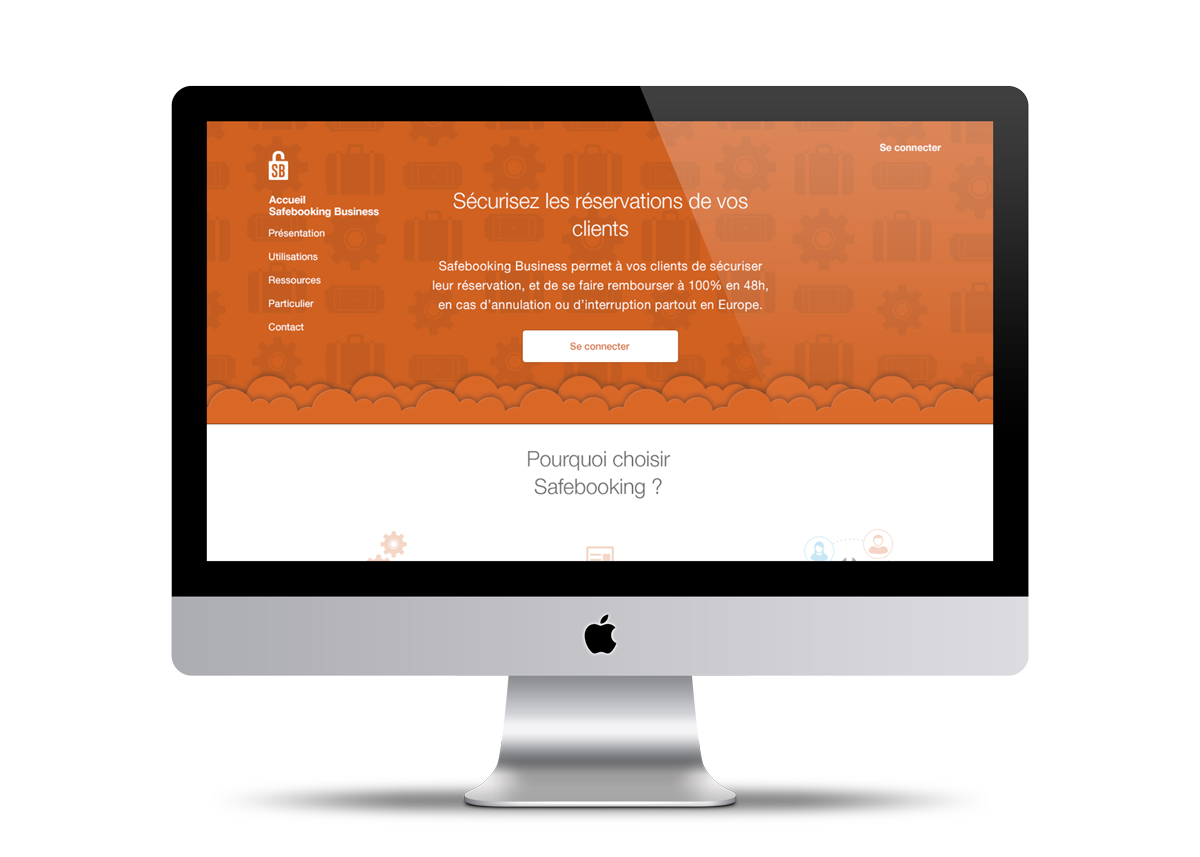 Se connecter
SB
Accueil
Safebooking Business
Présentation
Utilisations
Ressources
Particulier
Contact
Sécurisez les réservations de vos
clients
Safebooking Business permet à vos clients de sécuriser
leur réservation, et de se faire rembourser à 100% en 48h,
en cas d’annulation ou d’interruption partout en Europe.
Se connecter
Pourquoi choisir
Safebooking ?